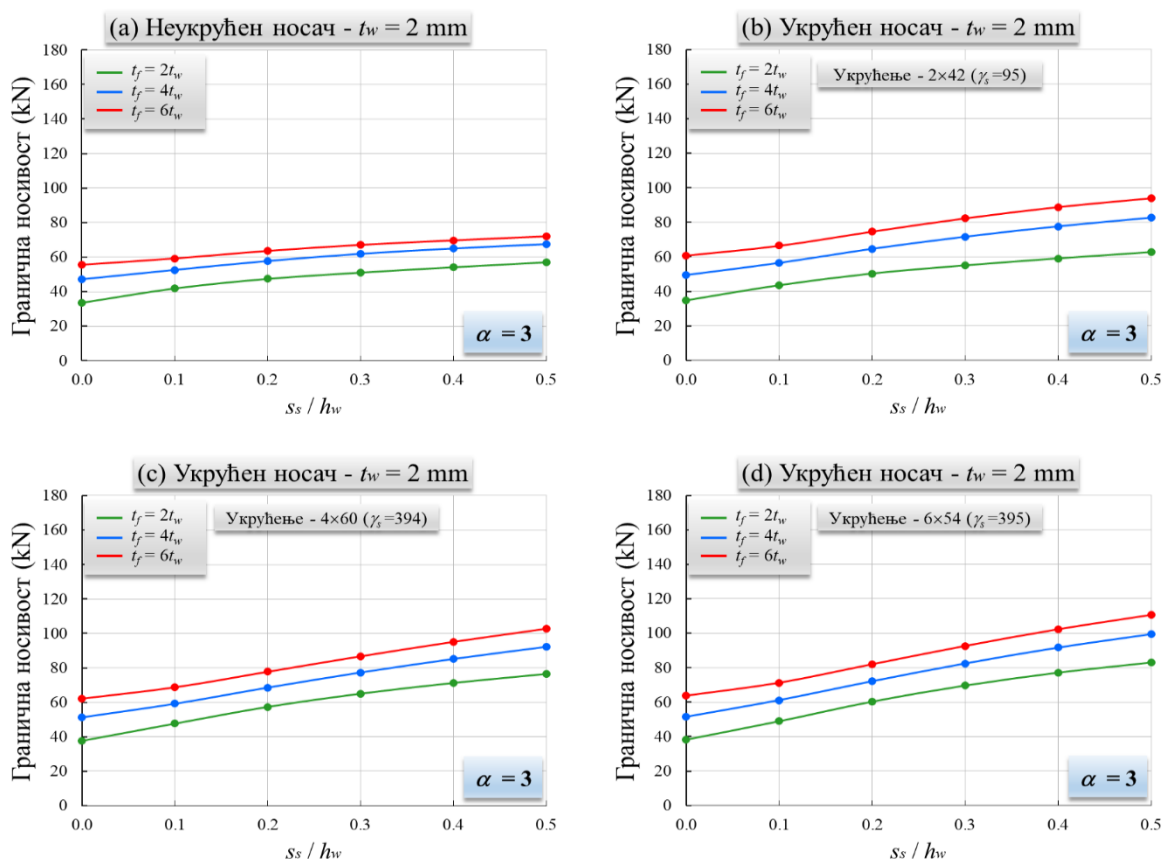 (a) Неукрућен носач - tw = 2 mm
Гранична носивост (kN)
180
160
140
120
100
80
60
40
20
0
tf = 2tw
tf = 4tw
tf = 6tw
α = 3
0.0 0.1 0.2 0.3 0.4 0.5
ss / hw
(b) Укрућен носач - tw = 2 mm
Гранична носивост (kN)
180
160
140
120
100
80
60
40
20
0
tf = 2tw
tf = 4tw
tf = 6tw
Укрућење - 2×42 (γs =95)
α = 3
0.0 0.1 0.2 0.3 0.4 0.5
ss / hw
(c) Укрућен носач - tw = 2 mm
Гранична носивост (kN)
180
160
140
120
100
80
60
40
20
0
tf = 2tw
tf = 4tw
tf = 6tw
Укрућење - 4×60 (γs =394)
α = 3
0.0 0.1 0.2 0.3 0.4 0.5
ss / hw
(d) Укрућен носач - tw = 2 mm
Гранична носивост (kN)
180
160
140
120
100
80
60
40
20
0
tf = 2tw
tf = 4tw
tf = 6tw
Укрућење - 6×54 (γs =395)
α = 3
0.0 0.1 0.2 0.3 0.4 0.5
ss / hw